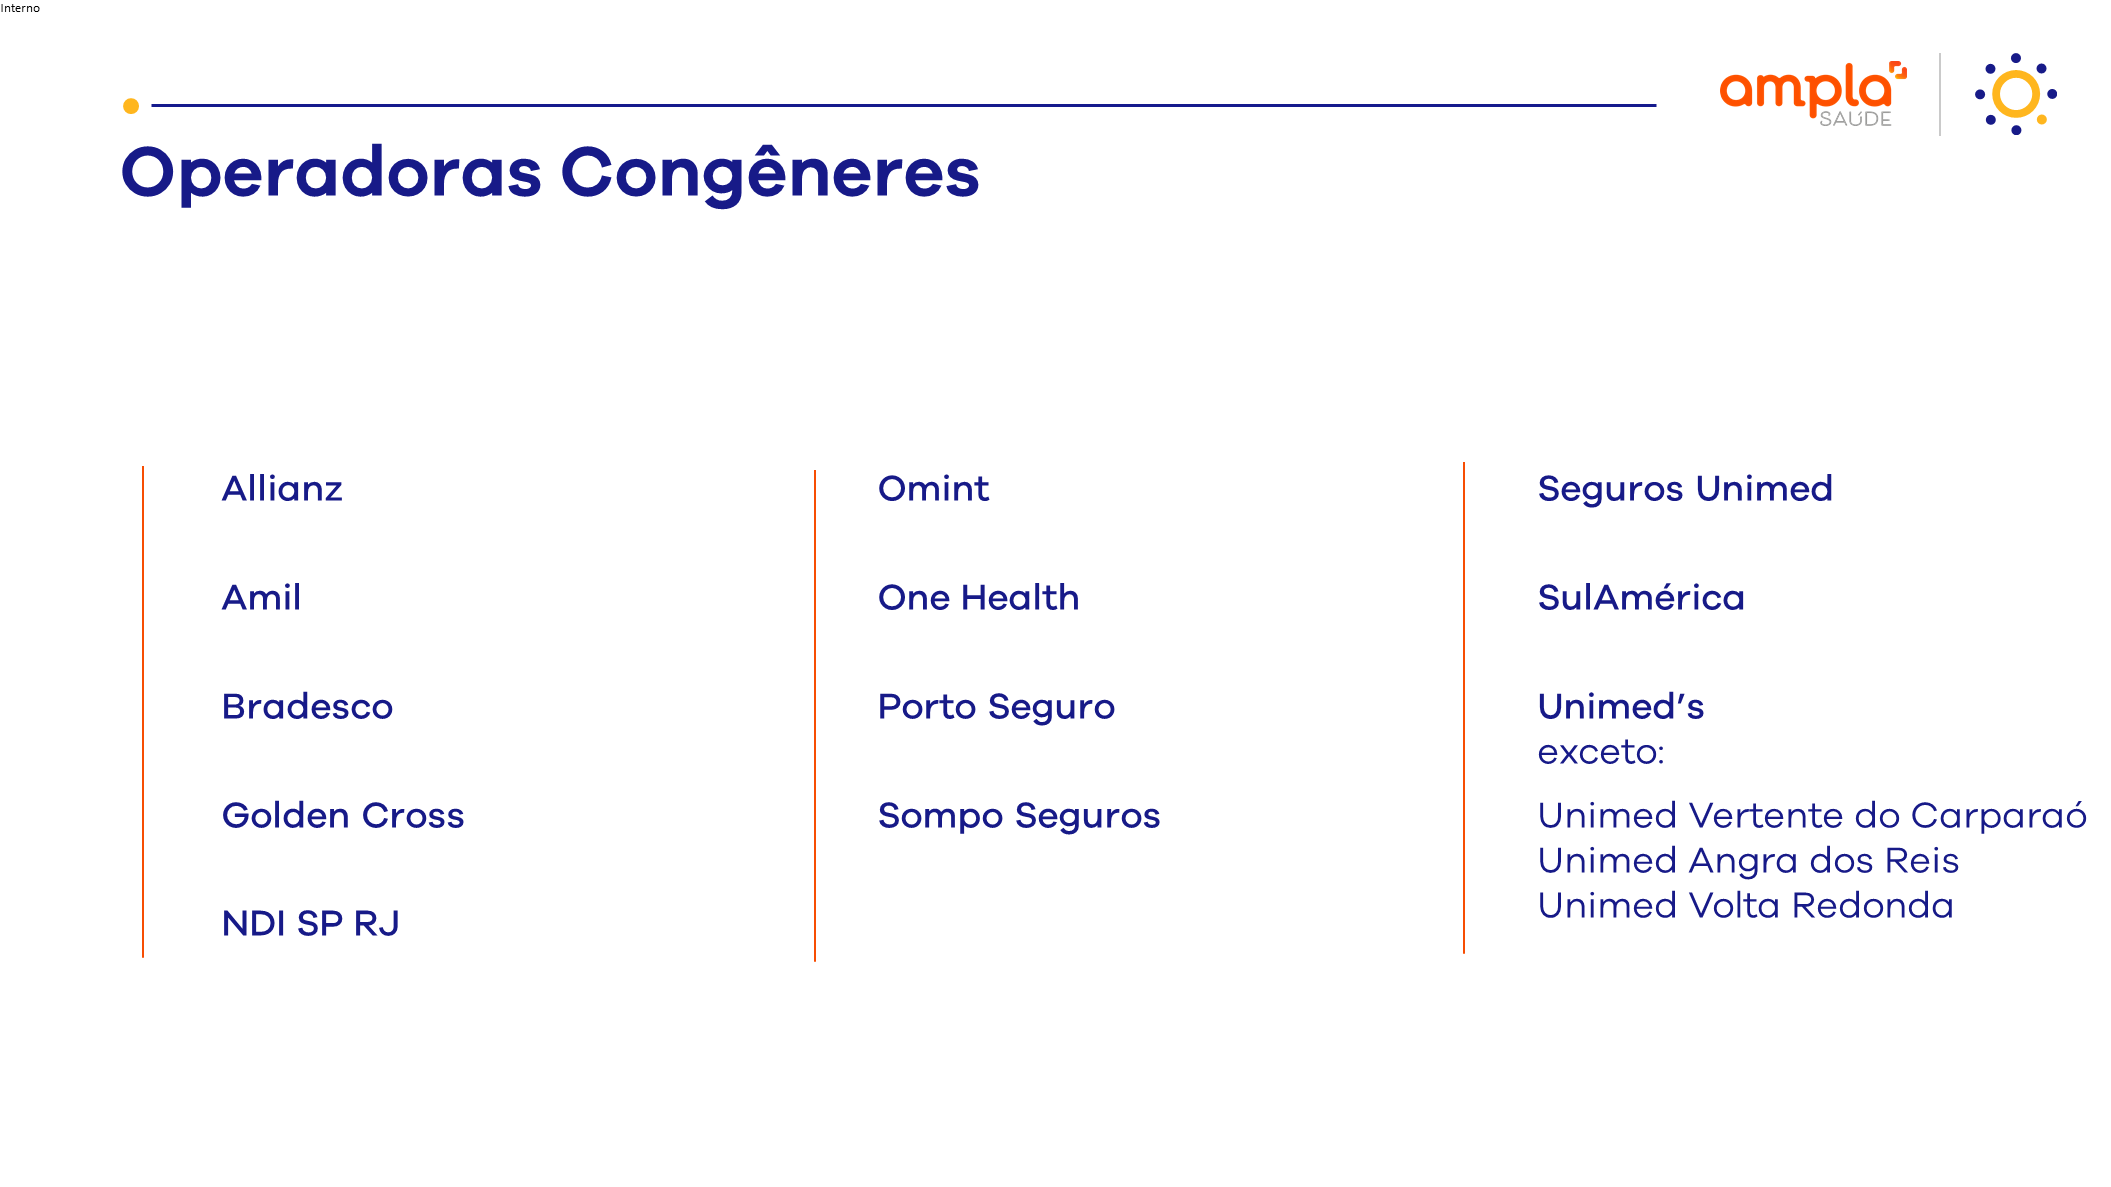 Interno
ampla
SAÚDE
Operadoras Congêneres
Allianz
Amil
Bradesco
Golden Cross
NDI SP RJ
Omint
One Health
Porto Seguro
Sompo Seguros
Seguros Unimed
SulAmérica
Unimed’s
exceto:
Unimed Vertente do Carparaó
Unimed Angra dos Reis
Unimed Volta Redonda